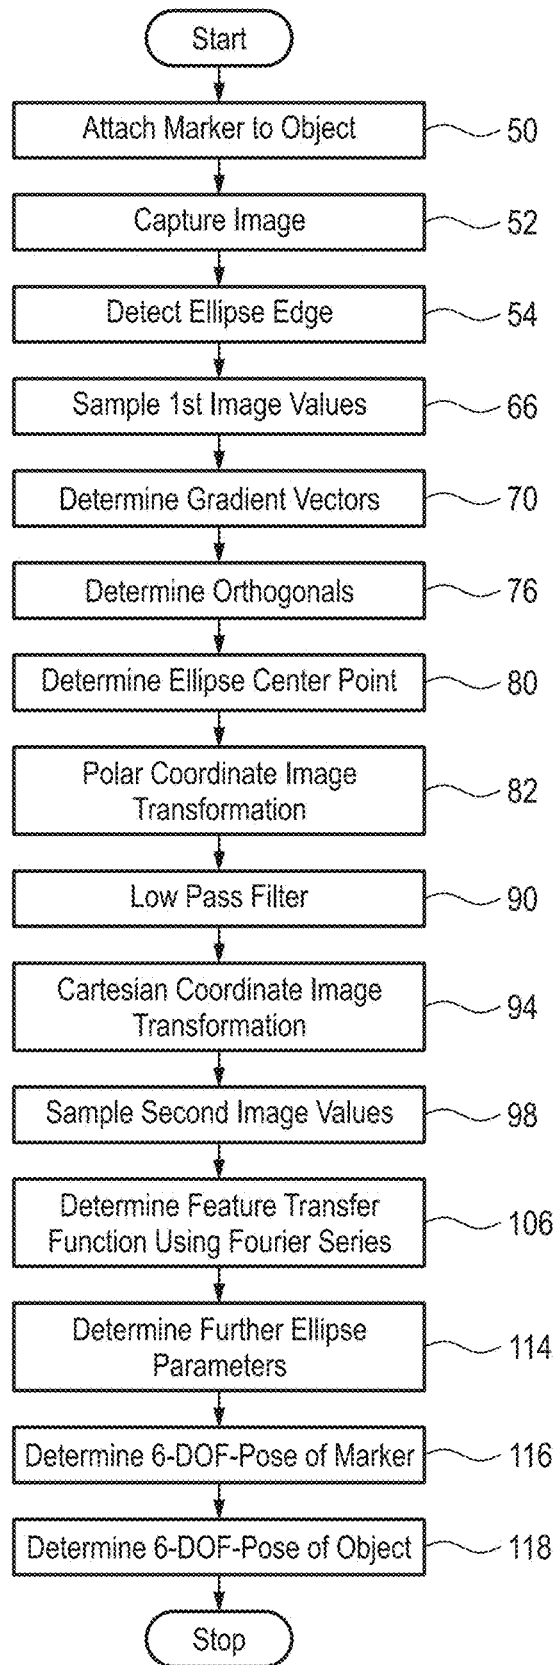 Start
Attach Marker to Object
50
Capture Image
52
Detect Ellipse Edge
54
Sample 1st Image Values
66
Determine Gradient Vectors
70
Determine Orthogonals
76
Determine Ellipse Center Point
80
Polar Coordinate Image
Transformation
82
Low Pass Filter
90
Cartesian Coordinate Image
Transformation
94
Sample Second Image Values
98
Determine Feature Transfer
Function Using Fourier Series
106
Determine Further Ellipse
Parameters
114
Determine 6-DOF-Pose of Marker
116
Determine 6-DOF-Pose of Object
118
Stop